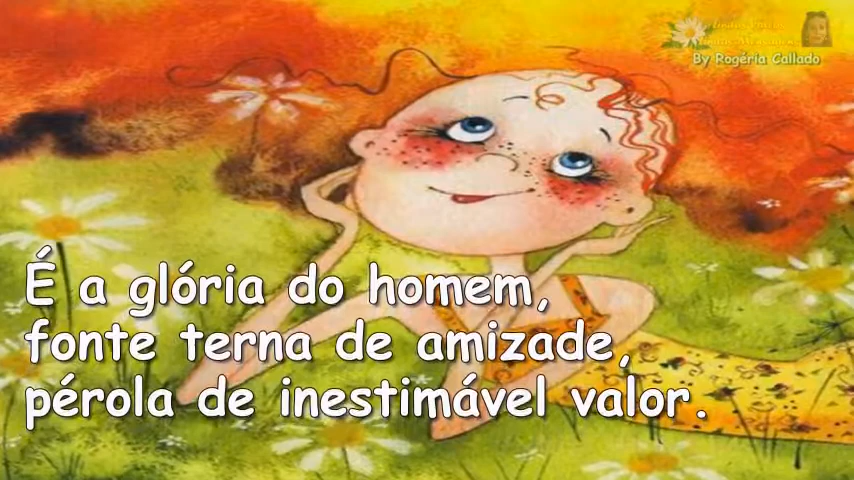 By Rogéria Callado
É a glória do homem,
fonte terna de amizade,
pérola de inestimável valor.